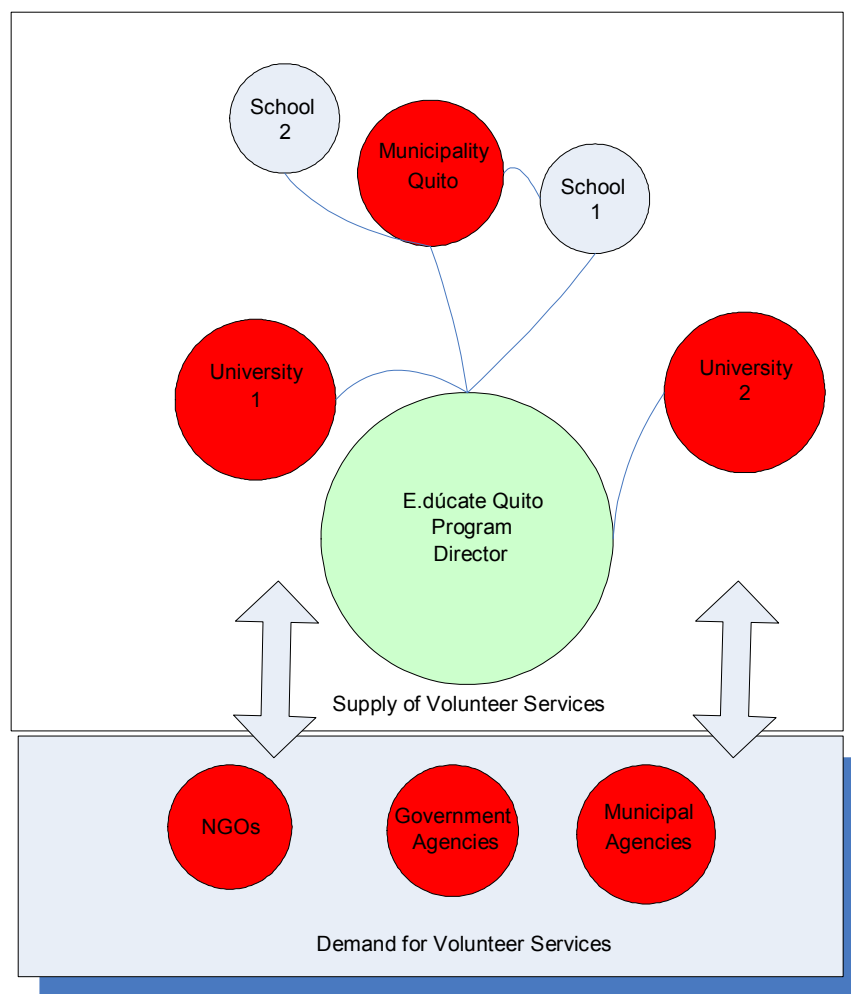 School
2
Municipality
Quito
School
1
University
1
University
2
E.dúcate Quito
Program
Director
Supply of Volunteer Services
NGOs
Government
Agencies
Municipal
Agencies
Demand for Volunteer Services